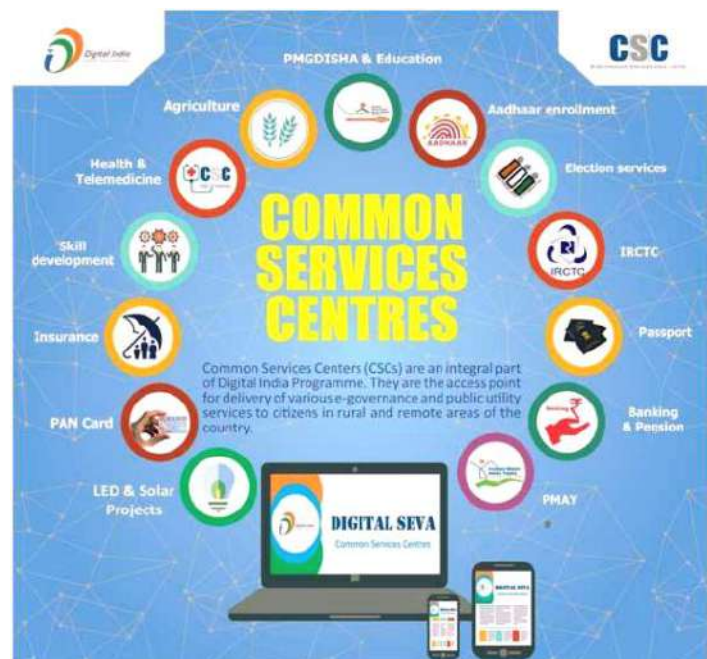 Digital India
CSC
PMGDISHA & Education
Agriculture
Aadhaar enrollment
AADHAAR
Health &
Telemedicine
CSC
Election services
Skill
development
IRCTC
IRCTC
Insurance
Passport
PAN Card
Banking
& Pension
LED & Solar
Projects
PMAY
COMMON
SERVICES
CENTRES
Common Services Centers (CSCs) are an integral part
of Digital India Programme. They are the access point
for delivery of various e-governance and public utility
services to citizens in rural and remote areas of the
country.
DIGITAL SEVA
Common Services Centres
DIGITAL SEVA